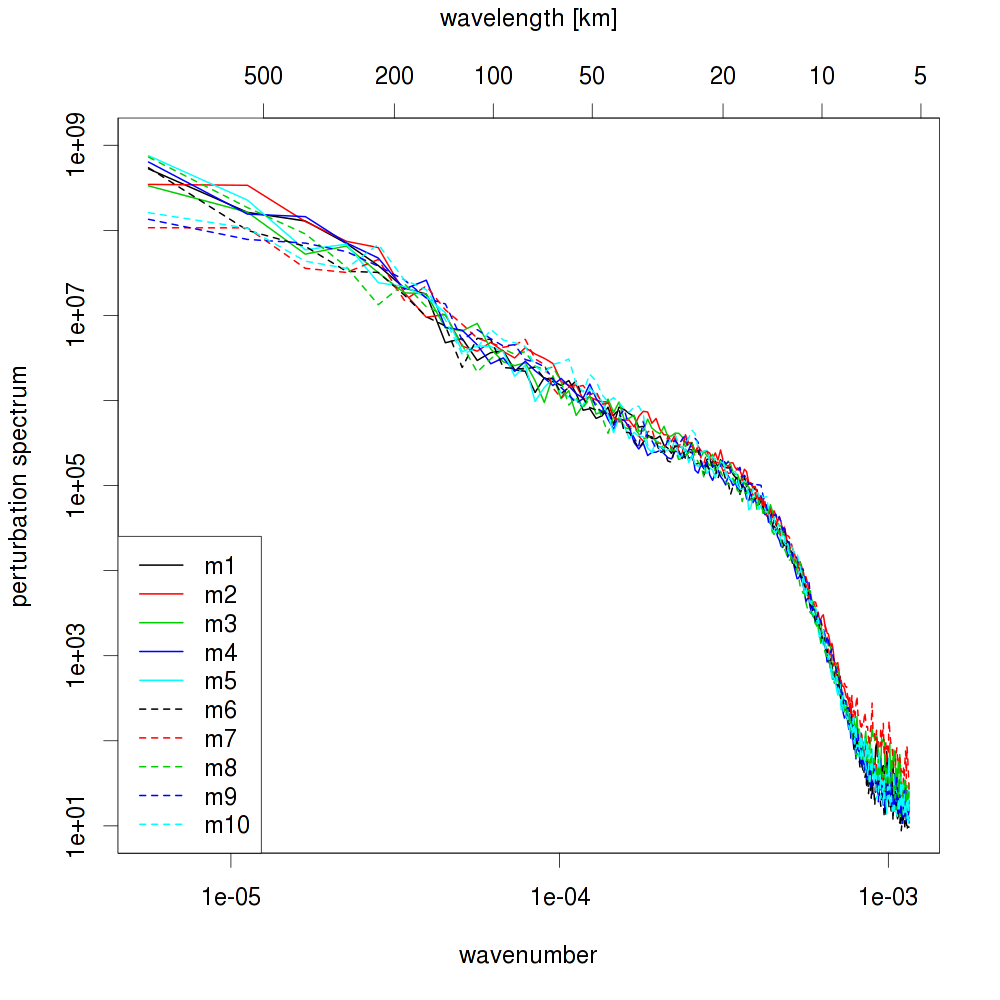 wavelength [km]
500 200 100 50 20 10 5
1e+09
1e+07
1e+05
1e+03
1e+01
perturbation spectrum
m1
m2
m3
m4
m5
m6
m7
m8
m9
m10
1e-05 1e-04 1e-03
wavenumber